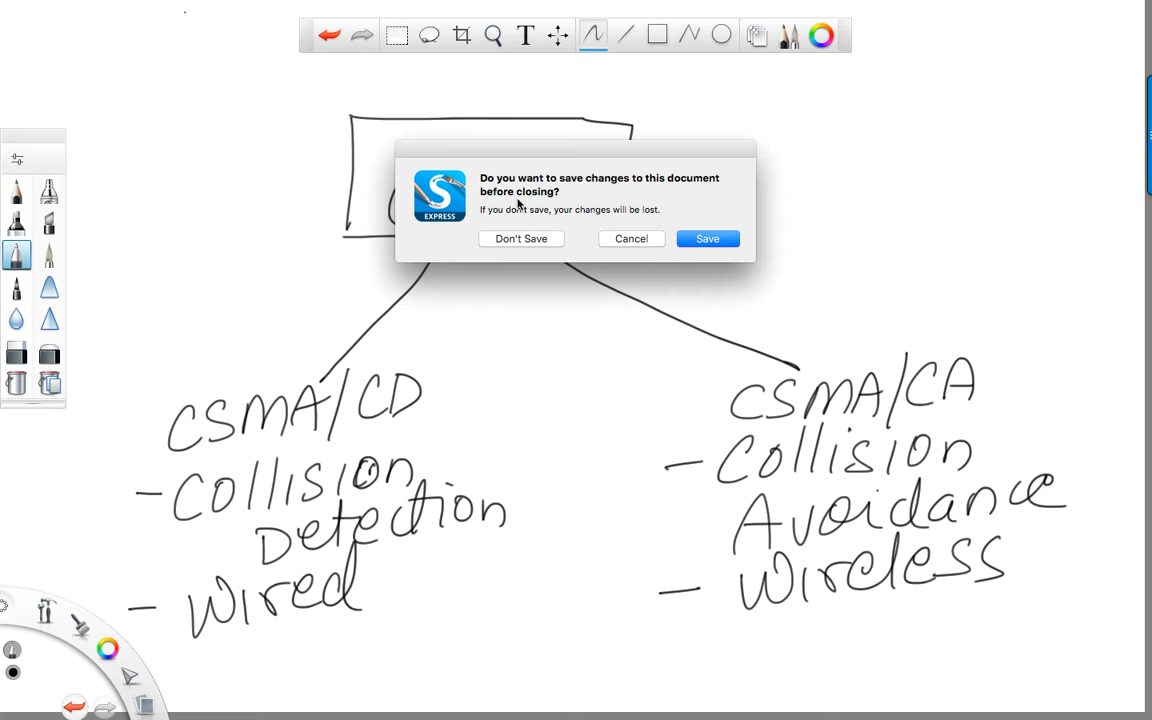 T
Do you want to save changes to this document
before closing?
If you don't save, your changes will be lost.
S
EXPRESS
Don't Save
Cancel
Save
CSMA/CD
- Collision
Detection
- Wired
CSMA/CA
- Collision
Avoidance
- Wireless